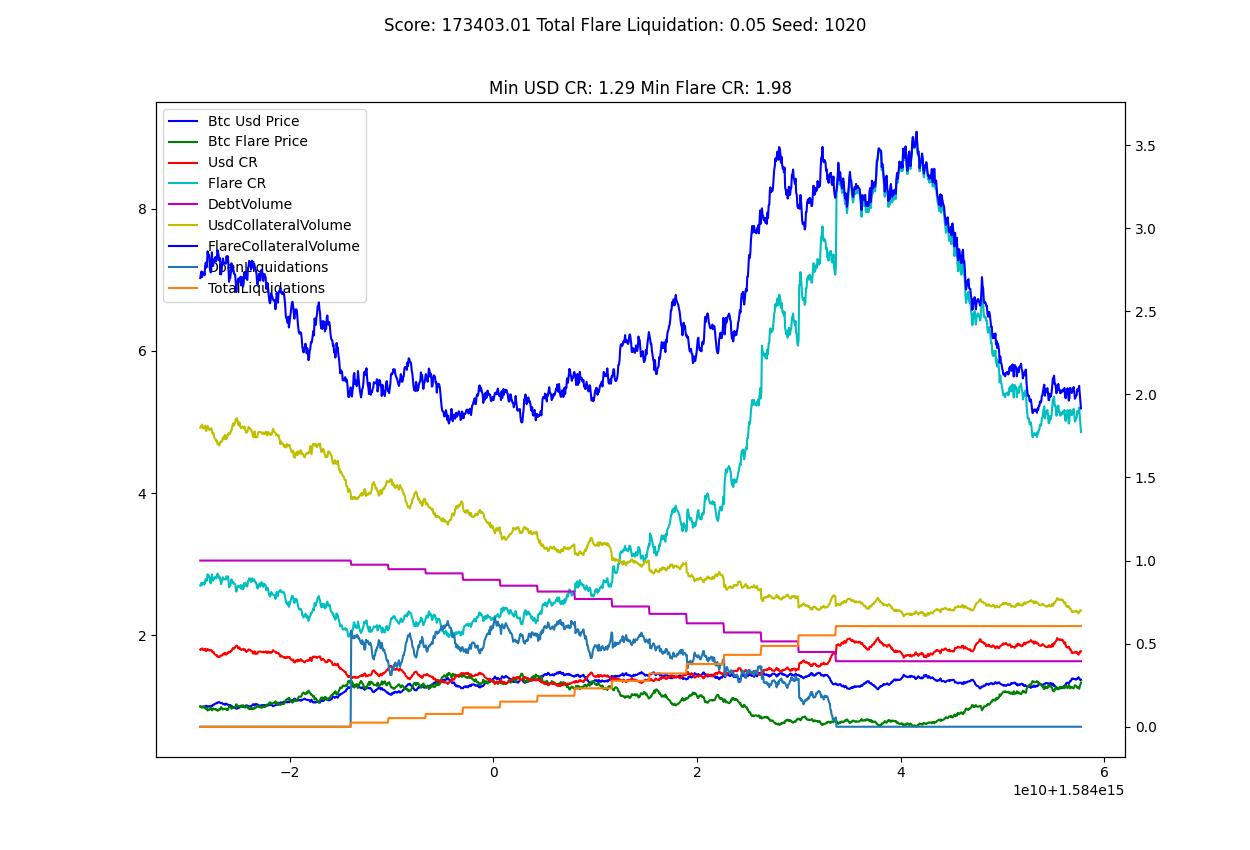 Score: 173403.01 Total Flare Liquidation: 0.05 Seed: 1020
Min USD CR: 1.29 Min Flare CR: 1.98
Btc Usd Price
Btc Flare Price
Usd CR
Flare CR
DebtVolume
UsdCollateralVolume
FlareCollateralVolume
OpenLiquidations
TotalLiquidations
8
6
4
2
3.5
3.0
2.5
2.0
1.5
1.0
0.5
0.0
−2
0
2
4
6
1e10+1.584e15